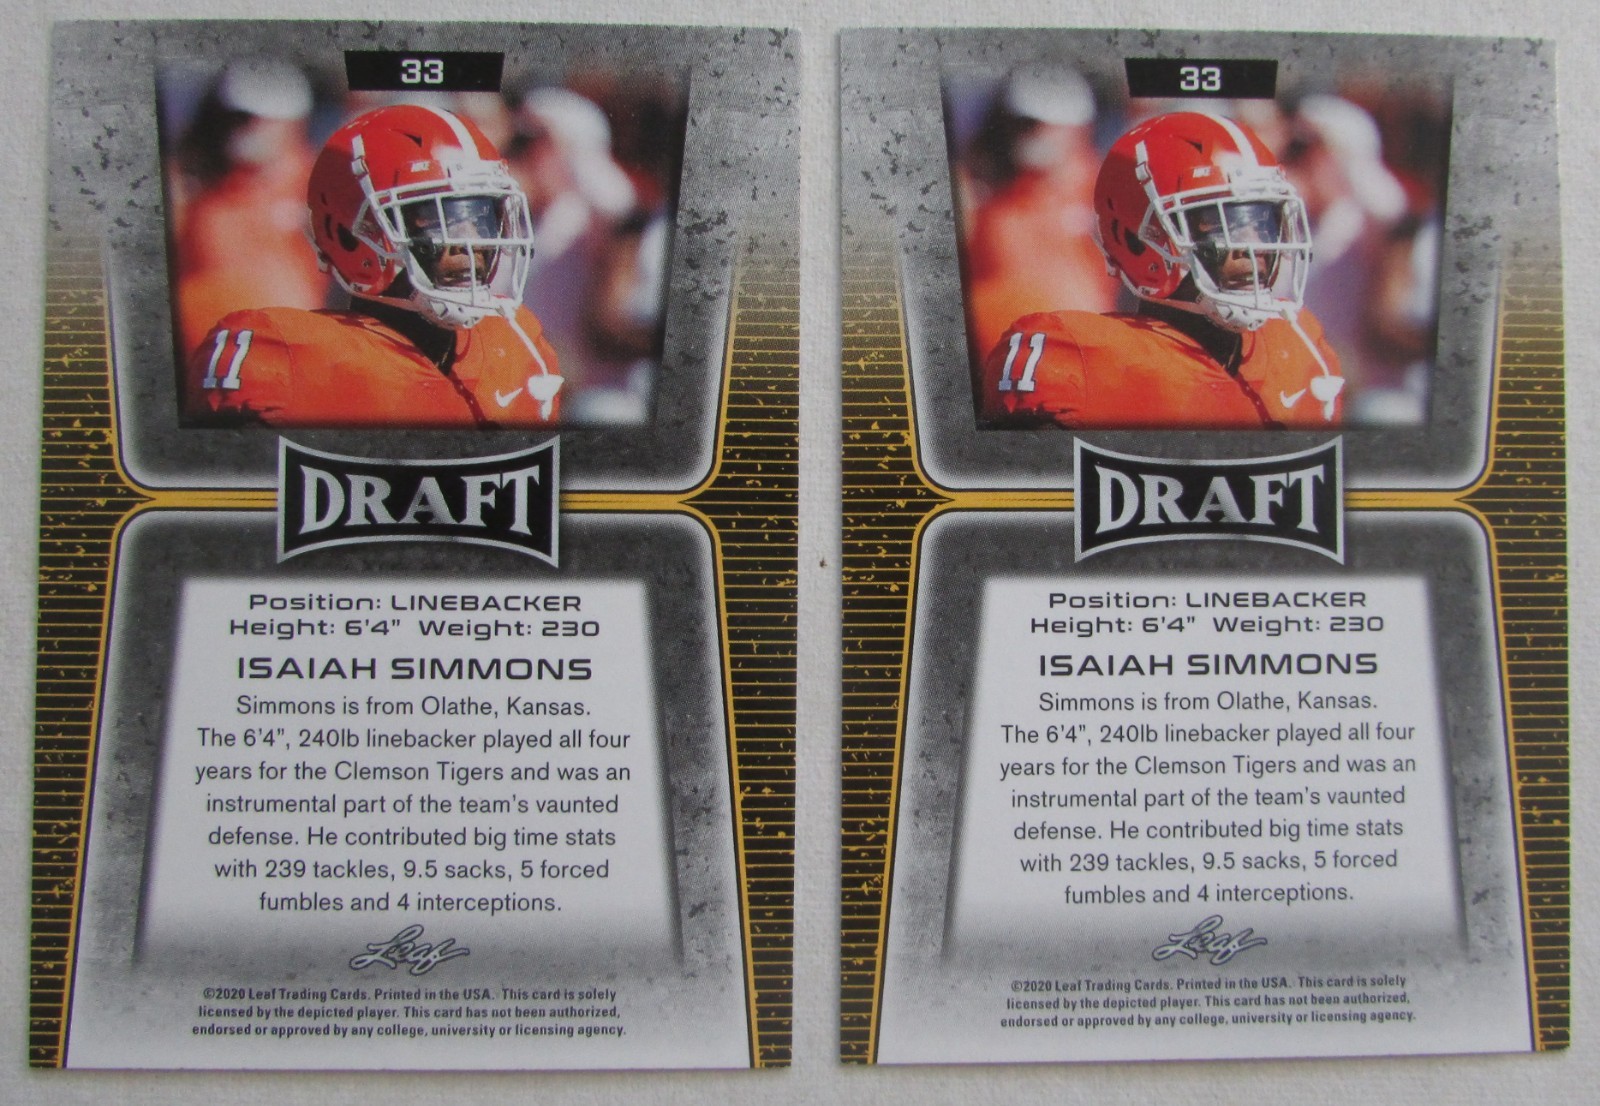 33
11
DRAFT
Position: LINEBACKER
Height: 6'4" Weight: 230
ISAIAH SIMMONS
Simmons is from Olathe, Kansas.
The 6'4", 240lb linebacker played all four
years for the Clemson Tigers and was an
instrumental part of the team's vaunted
defense. He contributed big time stats
with 239 tackles, 9.5 sacks, 5 forced
fumbles and 4 interceptions.
Leaf
©2020 Leaf Trading Cards. Printed in the USA. This card is solely
licensed by the depicted player. This card has not been authorized,
endorsed or approved by any college, university or licensing agency.
33
11
DRAFT
Position: LINEBACKER
Height: 6'4" Weight: 230
ISAIAH SIMMONS
Simmons is from Olathe, Kansas.
The 6'4", 240lb linebacker played all four
years for the Clemson Tigers and was an
instrumental part of the team's vaunted
defense. He contributed big time stats
with 239 tackles, 9.5 sacks, 5 forced
fumbles and 4 interceptions.
Leaf
©2020 Leaf Trading Cards. Printed in the USA. This card is solely
licensed by the depicted player. This card has not been authorized,
endorsed or approved by any college, university or licensing agency.